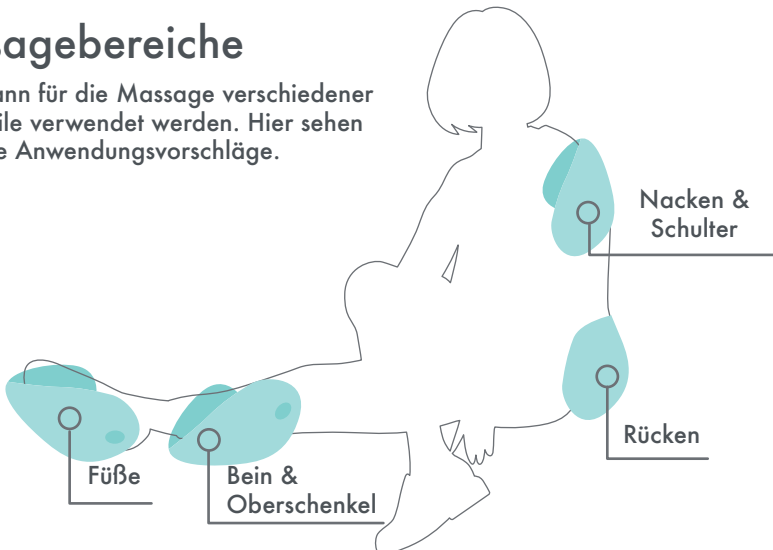 sagebereiche
ann für die Massage verschiedener
ile verwendet werden. Hier sehen
e Anwendungsvorschläge.
Nacken &
Schulter
Rücken
Füße
Bein &
Oberschenkel